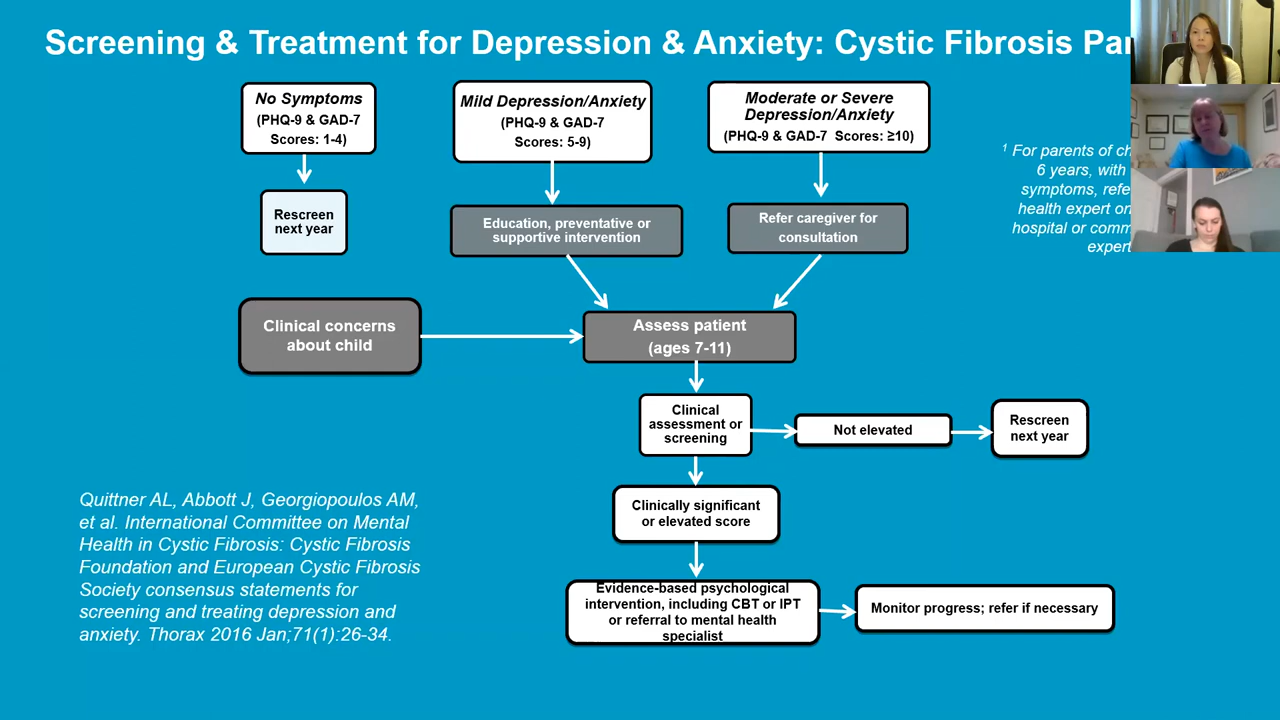 Screening & Treatment for Depression & Anxiety: Cystic Fibrosis
No Symptoms
(PHQ-9 & GAD-7
Scores: 1-4)
Mild Depression/Anxiety
(PHQ-9 & GAD-7
Scores: 5-9)
Moderate or Severe
Depression/Anxiety
(PHQ-9 & GAD-7 Scores: ≥10)
¹ For parents of
6 years, with
symptoms,
health expert
hospital or
expert
Rescreen
next year
Education, preventative or
supportive intervention
Refer caregiver for
consultation
Clinical concerns
about child
Assess patient
(ages 7-11)
Clinical
assessment or
screening
Not elevated
Rescreen
next year
Clinically significant
or elevated score
Quittner AL, Abbott J, Georgiopoulos AM,
et al. International Committee on Mental
Health in Cystic Fibrosis: Cystic Fibrosis
Foundation and European Cystic Fibrosis
Society consensus statements for
screening and treating depression and
anxiety. Thorax 2016 Jan;71(1):26-34.
Evidence-based psychological
intervention, including CBT or IPT
or referral to mental health
specialist
Monitor progress; refer if necessary